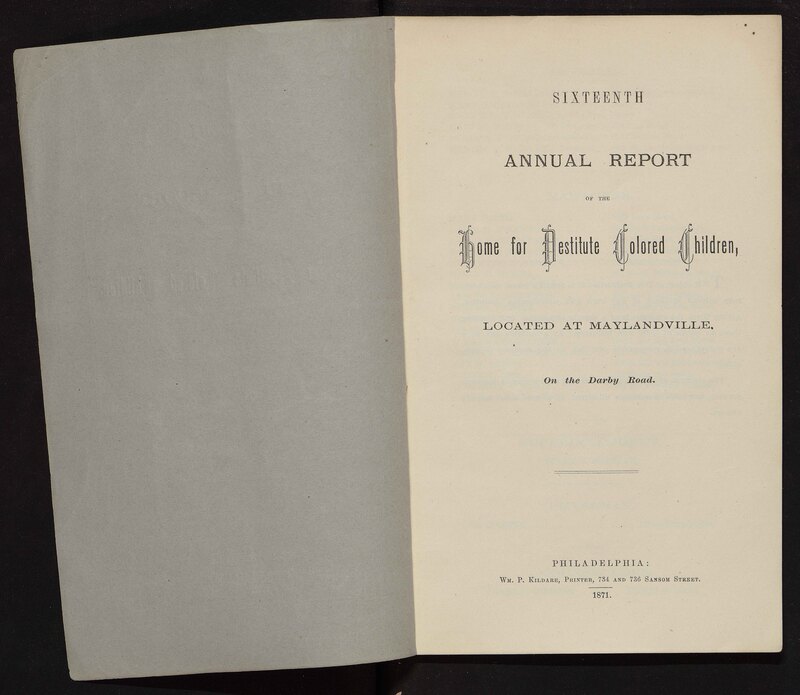 SIXTEENTH
ANNUAL REPORT
OF THE
Home for Destitute Colored Children,
LOCATED AT MAYLANDVILLE,
On the Darby Road.
PHILADELPHIA:
WM. P. KILDARE, PRINTER, 734 AND 736 SANSOM STREET.
1871.